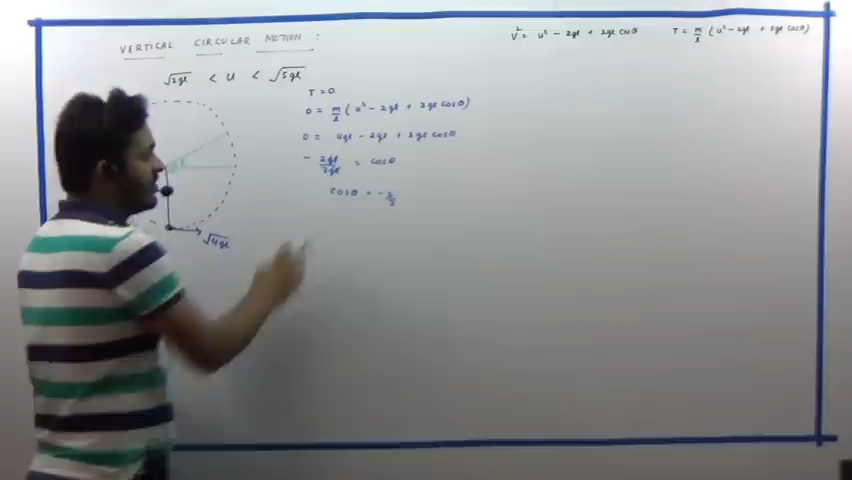 VERTICAL CIRCULAR MOTION :
V² = u² - 2gl + 2gl cosθ
T = m/l (u² - 2gl + 3gl cosθ)
√2gl < u < √5gl
T = 0
0 = m/l (u² - 2gl + 3gl cosθ)
0 = 4gl - 2gl + 3gl cosθ
- 2gl/3gl = cosθ
cosθ = - 2/3
√4gl